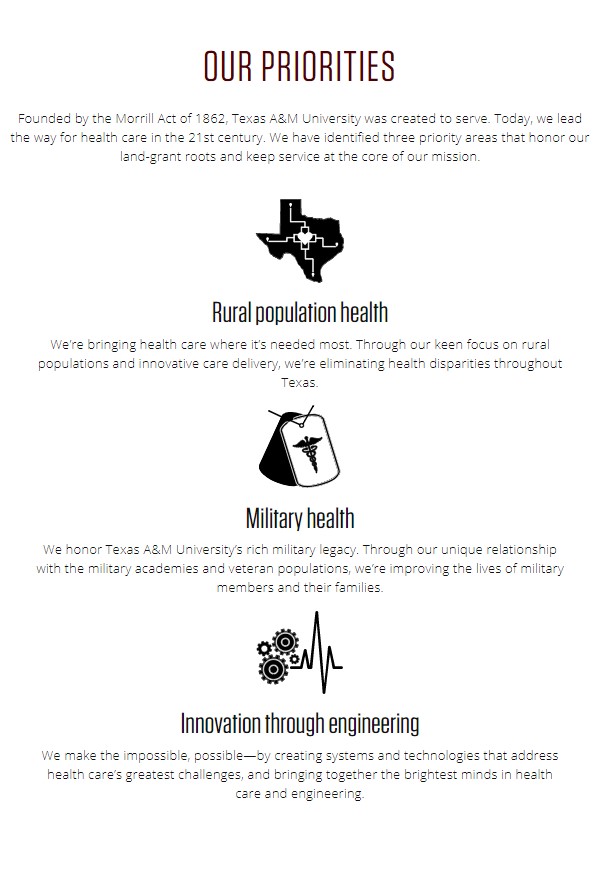 OUR PRIORITIES
Founded by the Morrill Act of 1862, Texas A&M University was created to serve. Today, we lead
the way for health care in the 21st century. We have identified three priority areas that honor our
land-grant roots and keep service at the core of our mission.
Rural population health
We’re bringing health care where it’s needed most. Through our keen focus on rural
populations and innovative care delivery, we’re eliminating health disparities throughout
Texas.
Military health
We honor Texas A&M University’s rich military legacy. Through our unique relationship
with the military academies and veteran populations, we’re improving the lives of military
members and their families.
Innovation through engineering
We make the impossible, possible—by creating systems and technologies that address
health care’s greatest challenges, and bringing together the brightest minds in health
care and engineering.